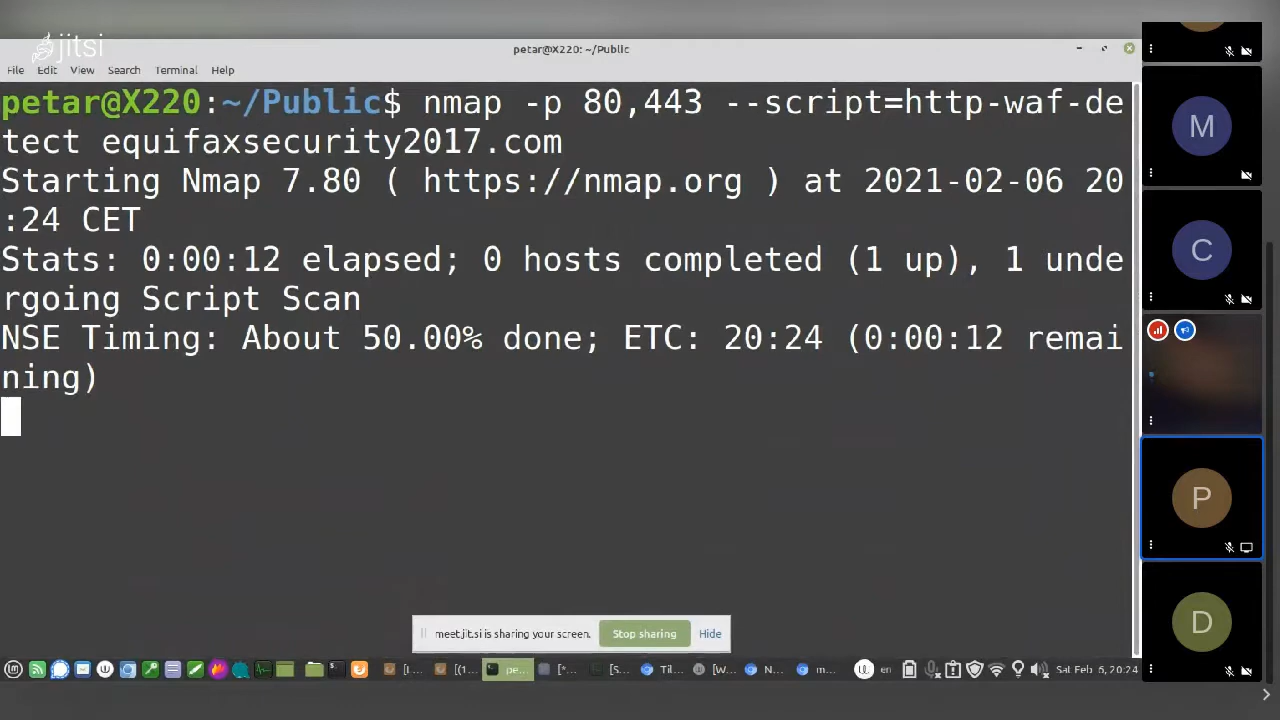 jitsi
petar@X220: ~/Public
File Edit View Search Terminal Help
petar@X220:~/Public$ nmap -p 80,443 --script=http-waf-de
tect equifaxsecurity2017.com
Starting Nmap 7.80 ( https://nmap.org ) at 2021-02-06 20
:24 CET
Stats: 0:00:12 elapsed; 0 hosts completed (1 up), 1 unde
rgoing Script Scan
NSE Timing: About 50.00% done; ETC: 20:24 (0:00:12 remai
ning)
M
C
P
D
meet.jit.si is sharing your screen. Stop sharing Hide
[(1... pe... [*... [S... Til... [W... N... m... en Sat Feb 6, 20:24